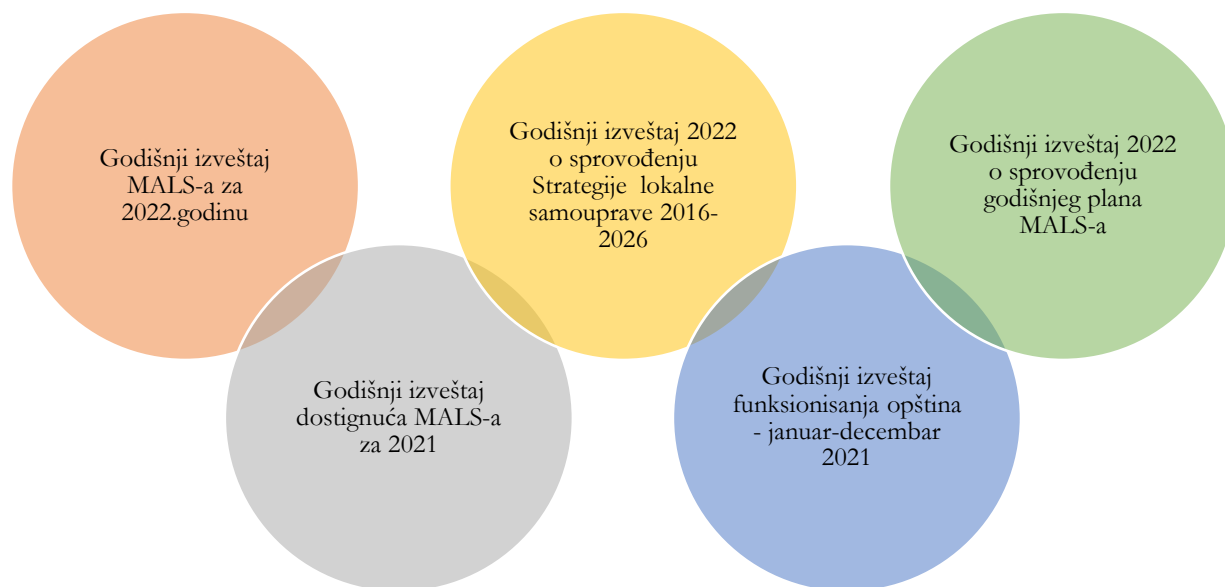 Godišnji izveštaj
MALS-a za
2022.godinu
Godišnji izveštaj
dostignuća MALS-a
za 2021
Godišnji izveštaj 2022
o sprovođenju
Strategije lokalne
samouprave 2016-
2026
Godišnji izveštaj
funksionisanja opština
- januar-decembar
2021
Godišnji izveštaj 2022
o sprovođenju
godišnjeg plana
MALS-a